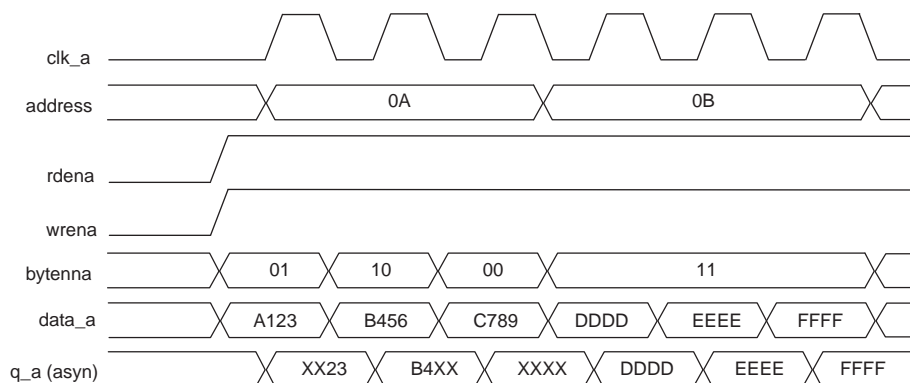 clk_a
address 0A 0B
rdena
wrena
bytenna 01 10 00 11
data_a A123 B456 C789 DDDD EEEE FFFF
q_a (asyn) XX23 B4XX XXXX DDDD EEEE FFFF